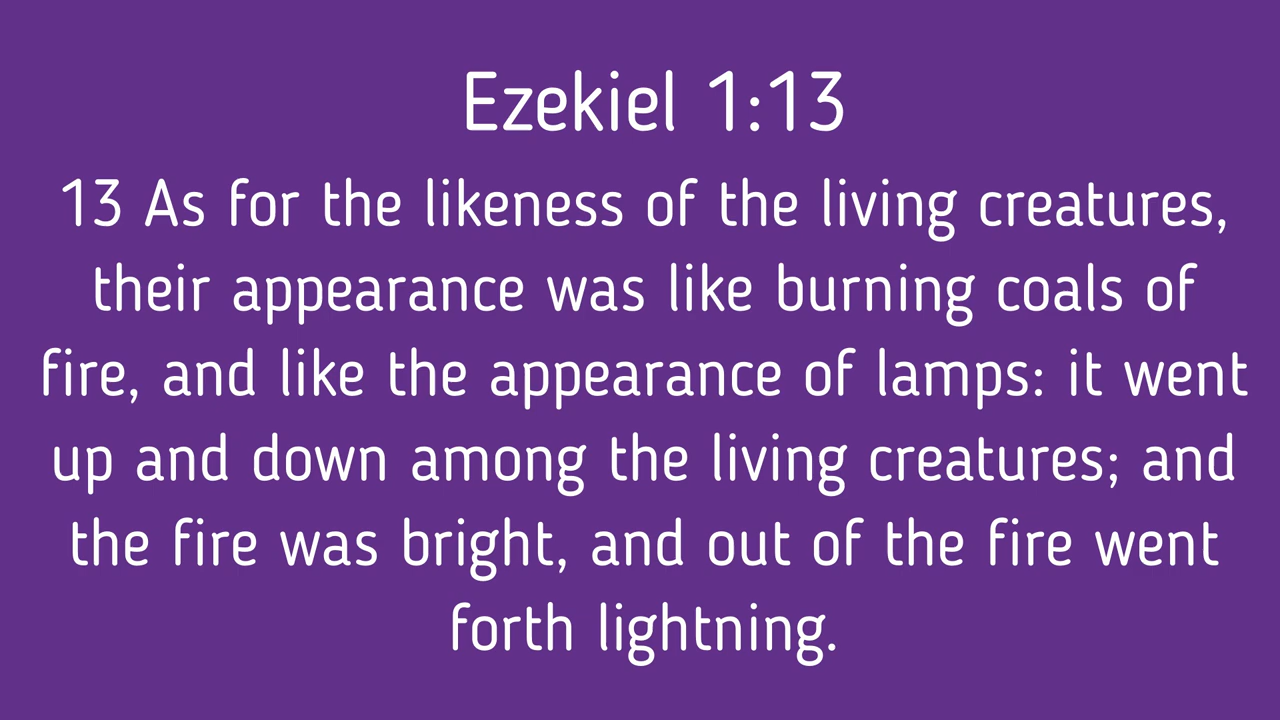 Ezekiel 1:13
13 As for the likeness of the living creatures,
their appearance was like burning coals of
fire, and like the appearance of lamps: it went
up and down among the living creatures; and
the fire was bright, and out of the fire went
forth lightning.